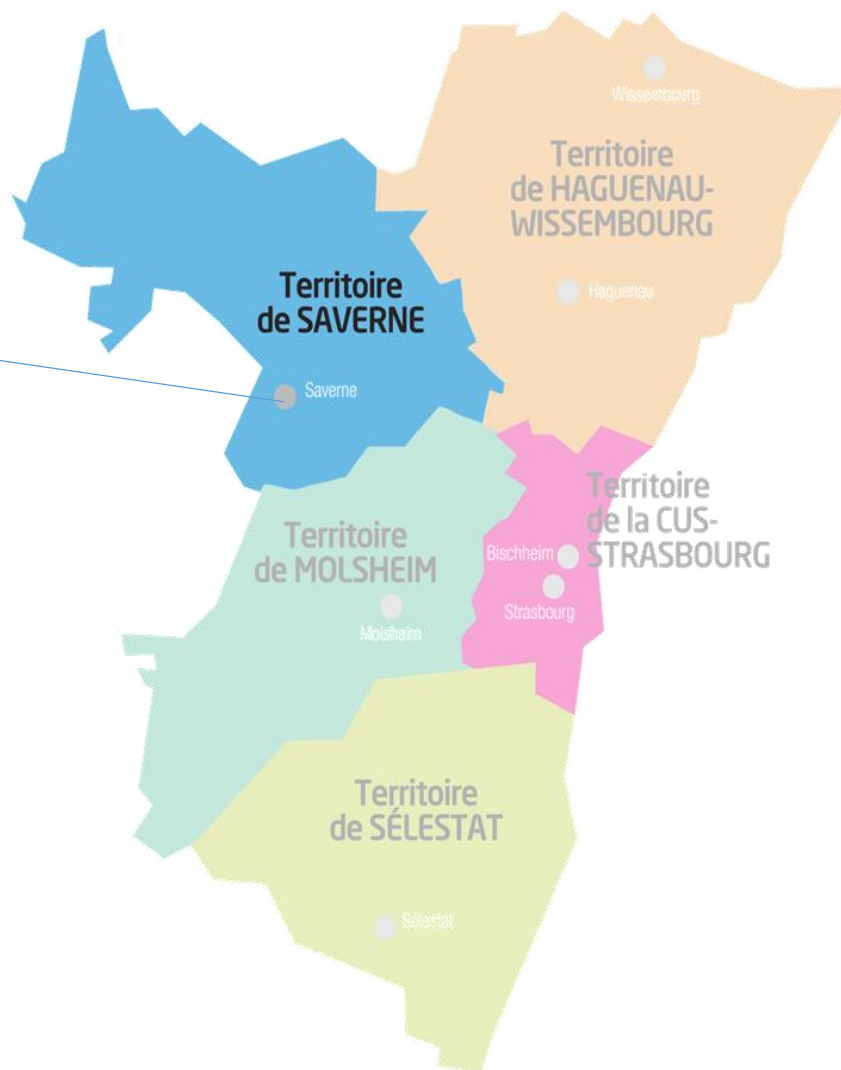 Wissembourg
Territoire
de HAGUENAU-
WISSEMBOURG
Haguenau
Territoire
de SAVERNE
Saverne
Territoire
de la CUS-
STRASBOURG
Bischheim
Strasbourg
Territoire
de MOLSHEIM
Molsheim
Territoire
de SÉLESTAT
Sélestat